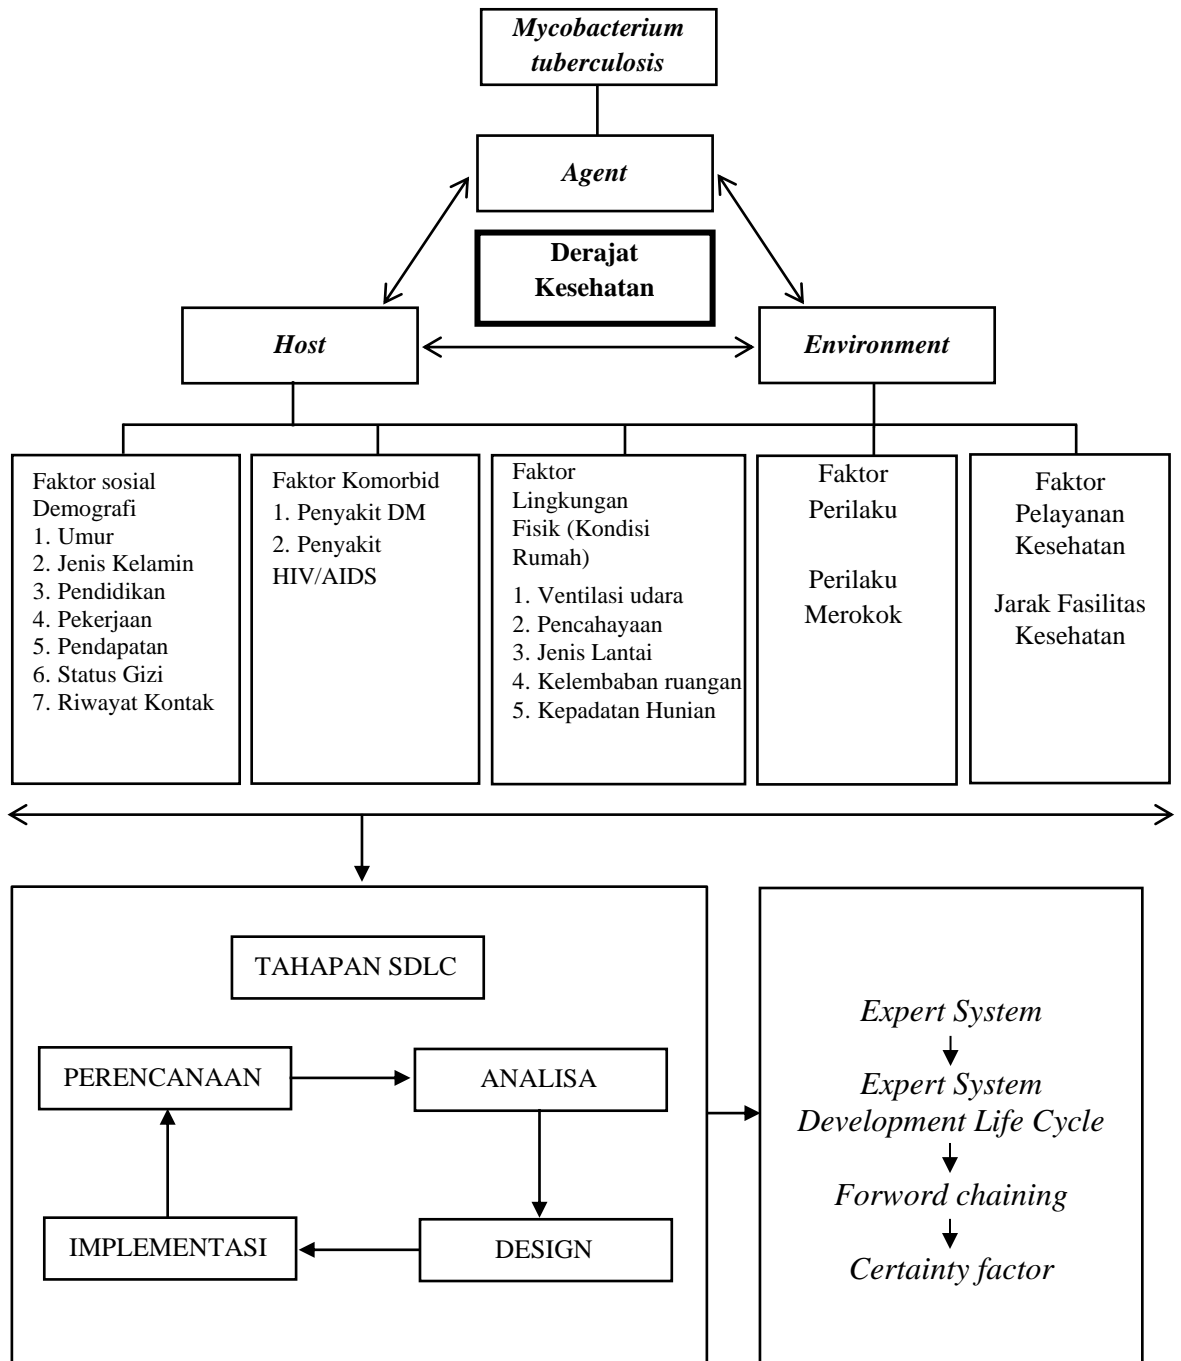 Mycobacterium
tuberculosis
Agent
Derajat
Kesehatan
Host
Environment
Faktor sosial
Demografi
1. Umur
2. Jenis Kelamin
3. Pendidikan
4. Pekerjaan
5. Pendapatan
6. Status Gizi
7. Riwayat Kontak
Faktor Komorbid
1. Penyakit DM
2. Penyakit
HIV/AIDS
Faktor
Lingkungan
Fisik (Kondisi
Rumah)
1. Ventilasi udara
2. Pencahayaan
3. Jenis Lantai
4. Kelembaban ruangan
5. Kepadatan Hunian
Faktor
Perilaku
Perilaku
Merokok
Faktor
Pelayanan
Kesehatan
Jarak Fasilitas
Kesehatan
TAHAPAN SDLC
PERENCANAAN
ANALISA
IMPLEMENTASI
DESIGN
Expert System
Expert System
Development Life Cycle
Forword chaining
Certainty factor